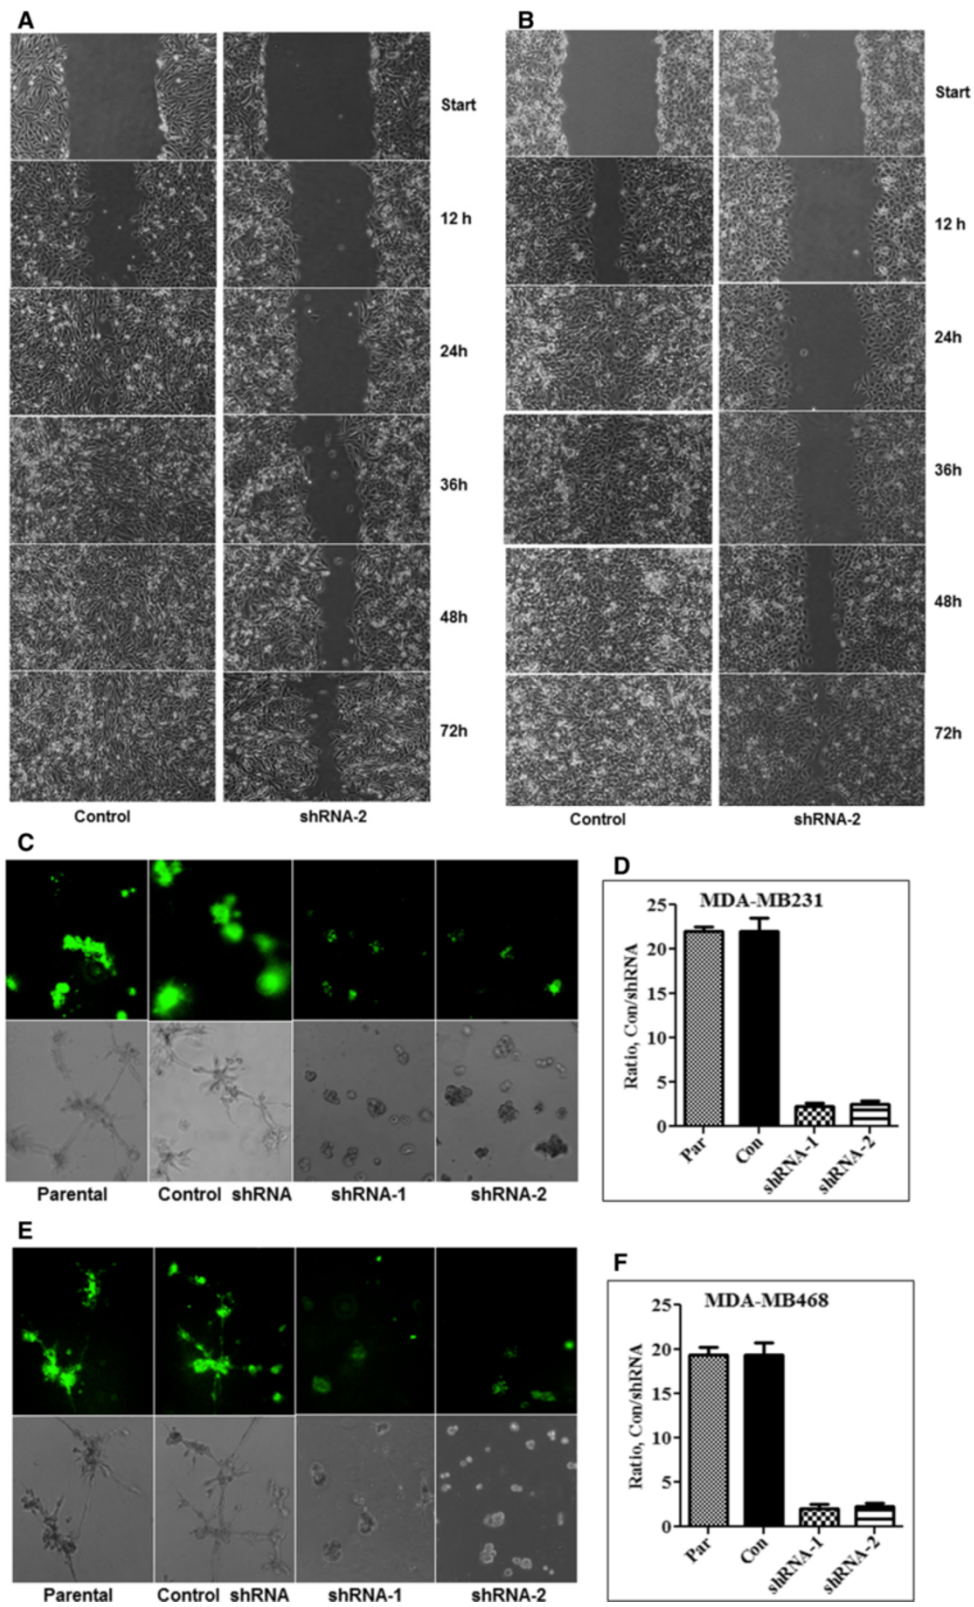 A
B
Start
12 h
24h
36h
48h
72h
Control
shRNA-2
Start
12 h
24h
36h
48h
72h
Control
shRNA-2
C
Parental
Control shRNA
shRNA-1
shRNA-2
D
MDA-MB231
Ratio, Con/shRNA
25
20
15
10
5
0
Par
Con
shRNA-1
shRNA-2
E
Parental
Control shRNA
shRNA-1
shRNA-2
F
MDA-MB468
Ratio, Con/shRNA
25
20
15
10
5
0
Par
Con
shRNA-1
shRNA-2